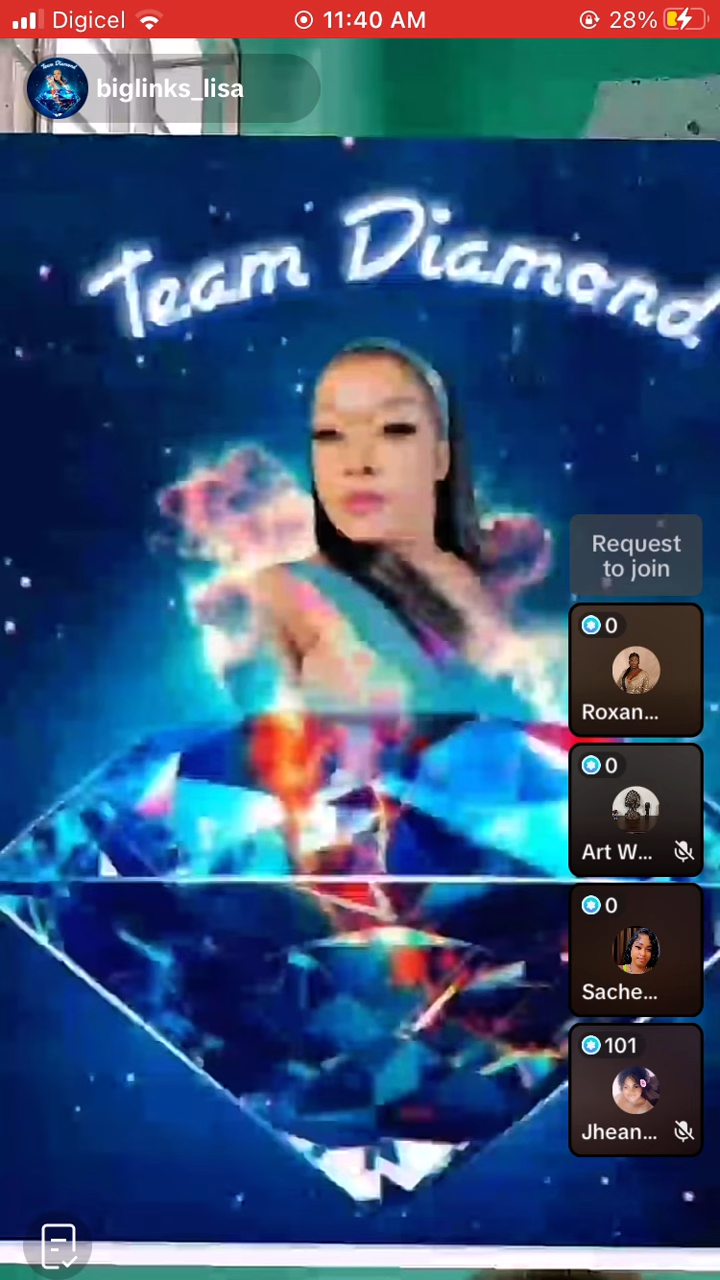 Digicel 11:40 AM 28%
biglinks_lisa
Team Diamond
Request
to join
0
Roxan...
0
Art W...
0
Sache...
101
Jhean...